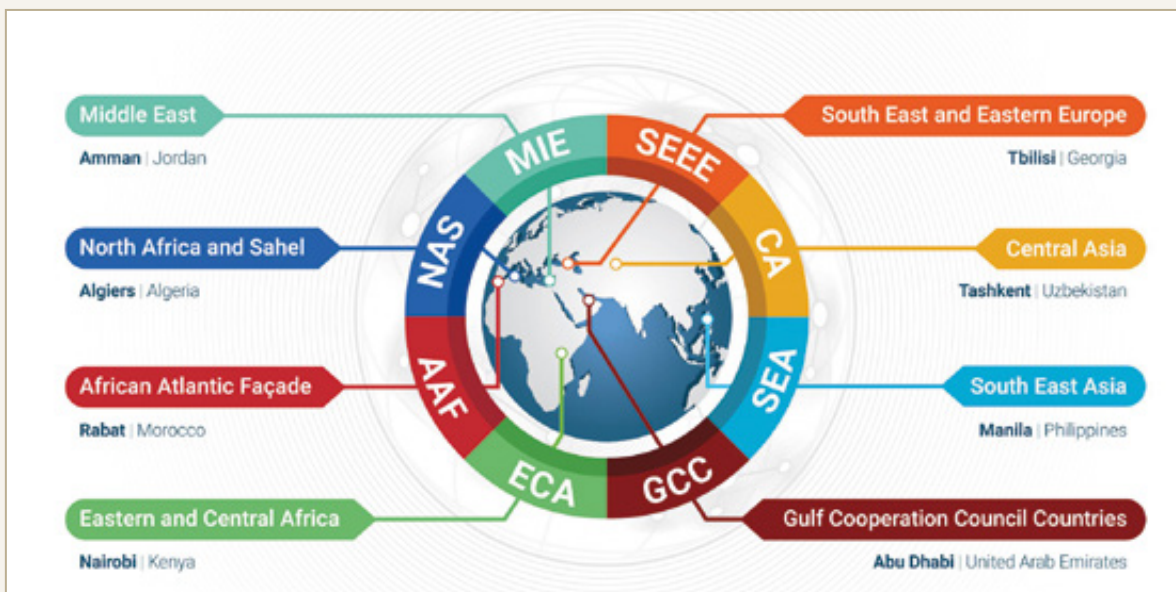 Middle East
Amman | Jordan
North Africa and Sahel
Algiers | Algeria
African Atlantic Façade
Rabat | Morocco
Eastern and Central Africa
Nairobi | Kenya
MIE
SEEE
NAS
CA
AAF
SEA
ECA
GCC
South East and Eastern Europe
Tbilisi | Georgia
Central Asia
Tashkent | Uzbekistan
South East Asia
Manila | Philippines
Gulf Cooperation Council Countries
Abu Dhabi | United Arab Emirates